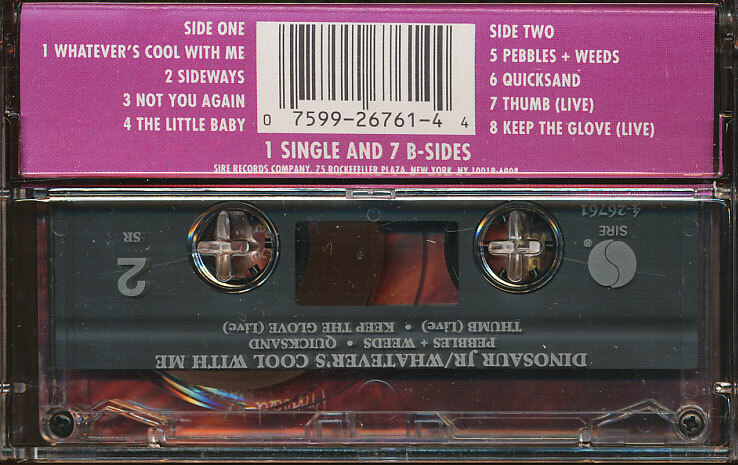 SIDE ONE
1 WHATEVER'S COOL WITH ME
2 SIDEWAYS
3 NOT YOU AGAIN
4 THE LITTLE BABY
0 7599-26761-4 4
SIDE TWO
5 PEBBLES + WEEDS
6 QUICKSAND
7 THUMB (LIVE)
8 KEEP THE GLOVE (LIVE)
1 SINGLE AND 7 B-SIDES
SIRE RECORDS COMPANY, 75 ROCKEFELLER PLAZA, NEW YORK, NY 10019-6908
DINOSAUR JR/WHATEVER'S COOL WITH ME
PEBBLES + WEEDS • QUICKSAND
THUMB (Live) • KEEP THE GLOVE (Live)
SIRE ®
4-26761
2
SR